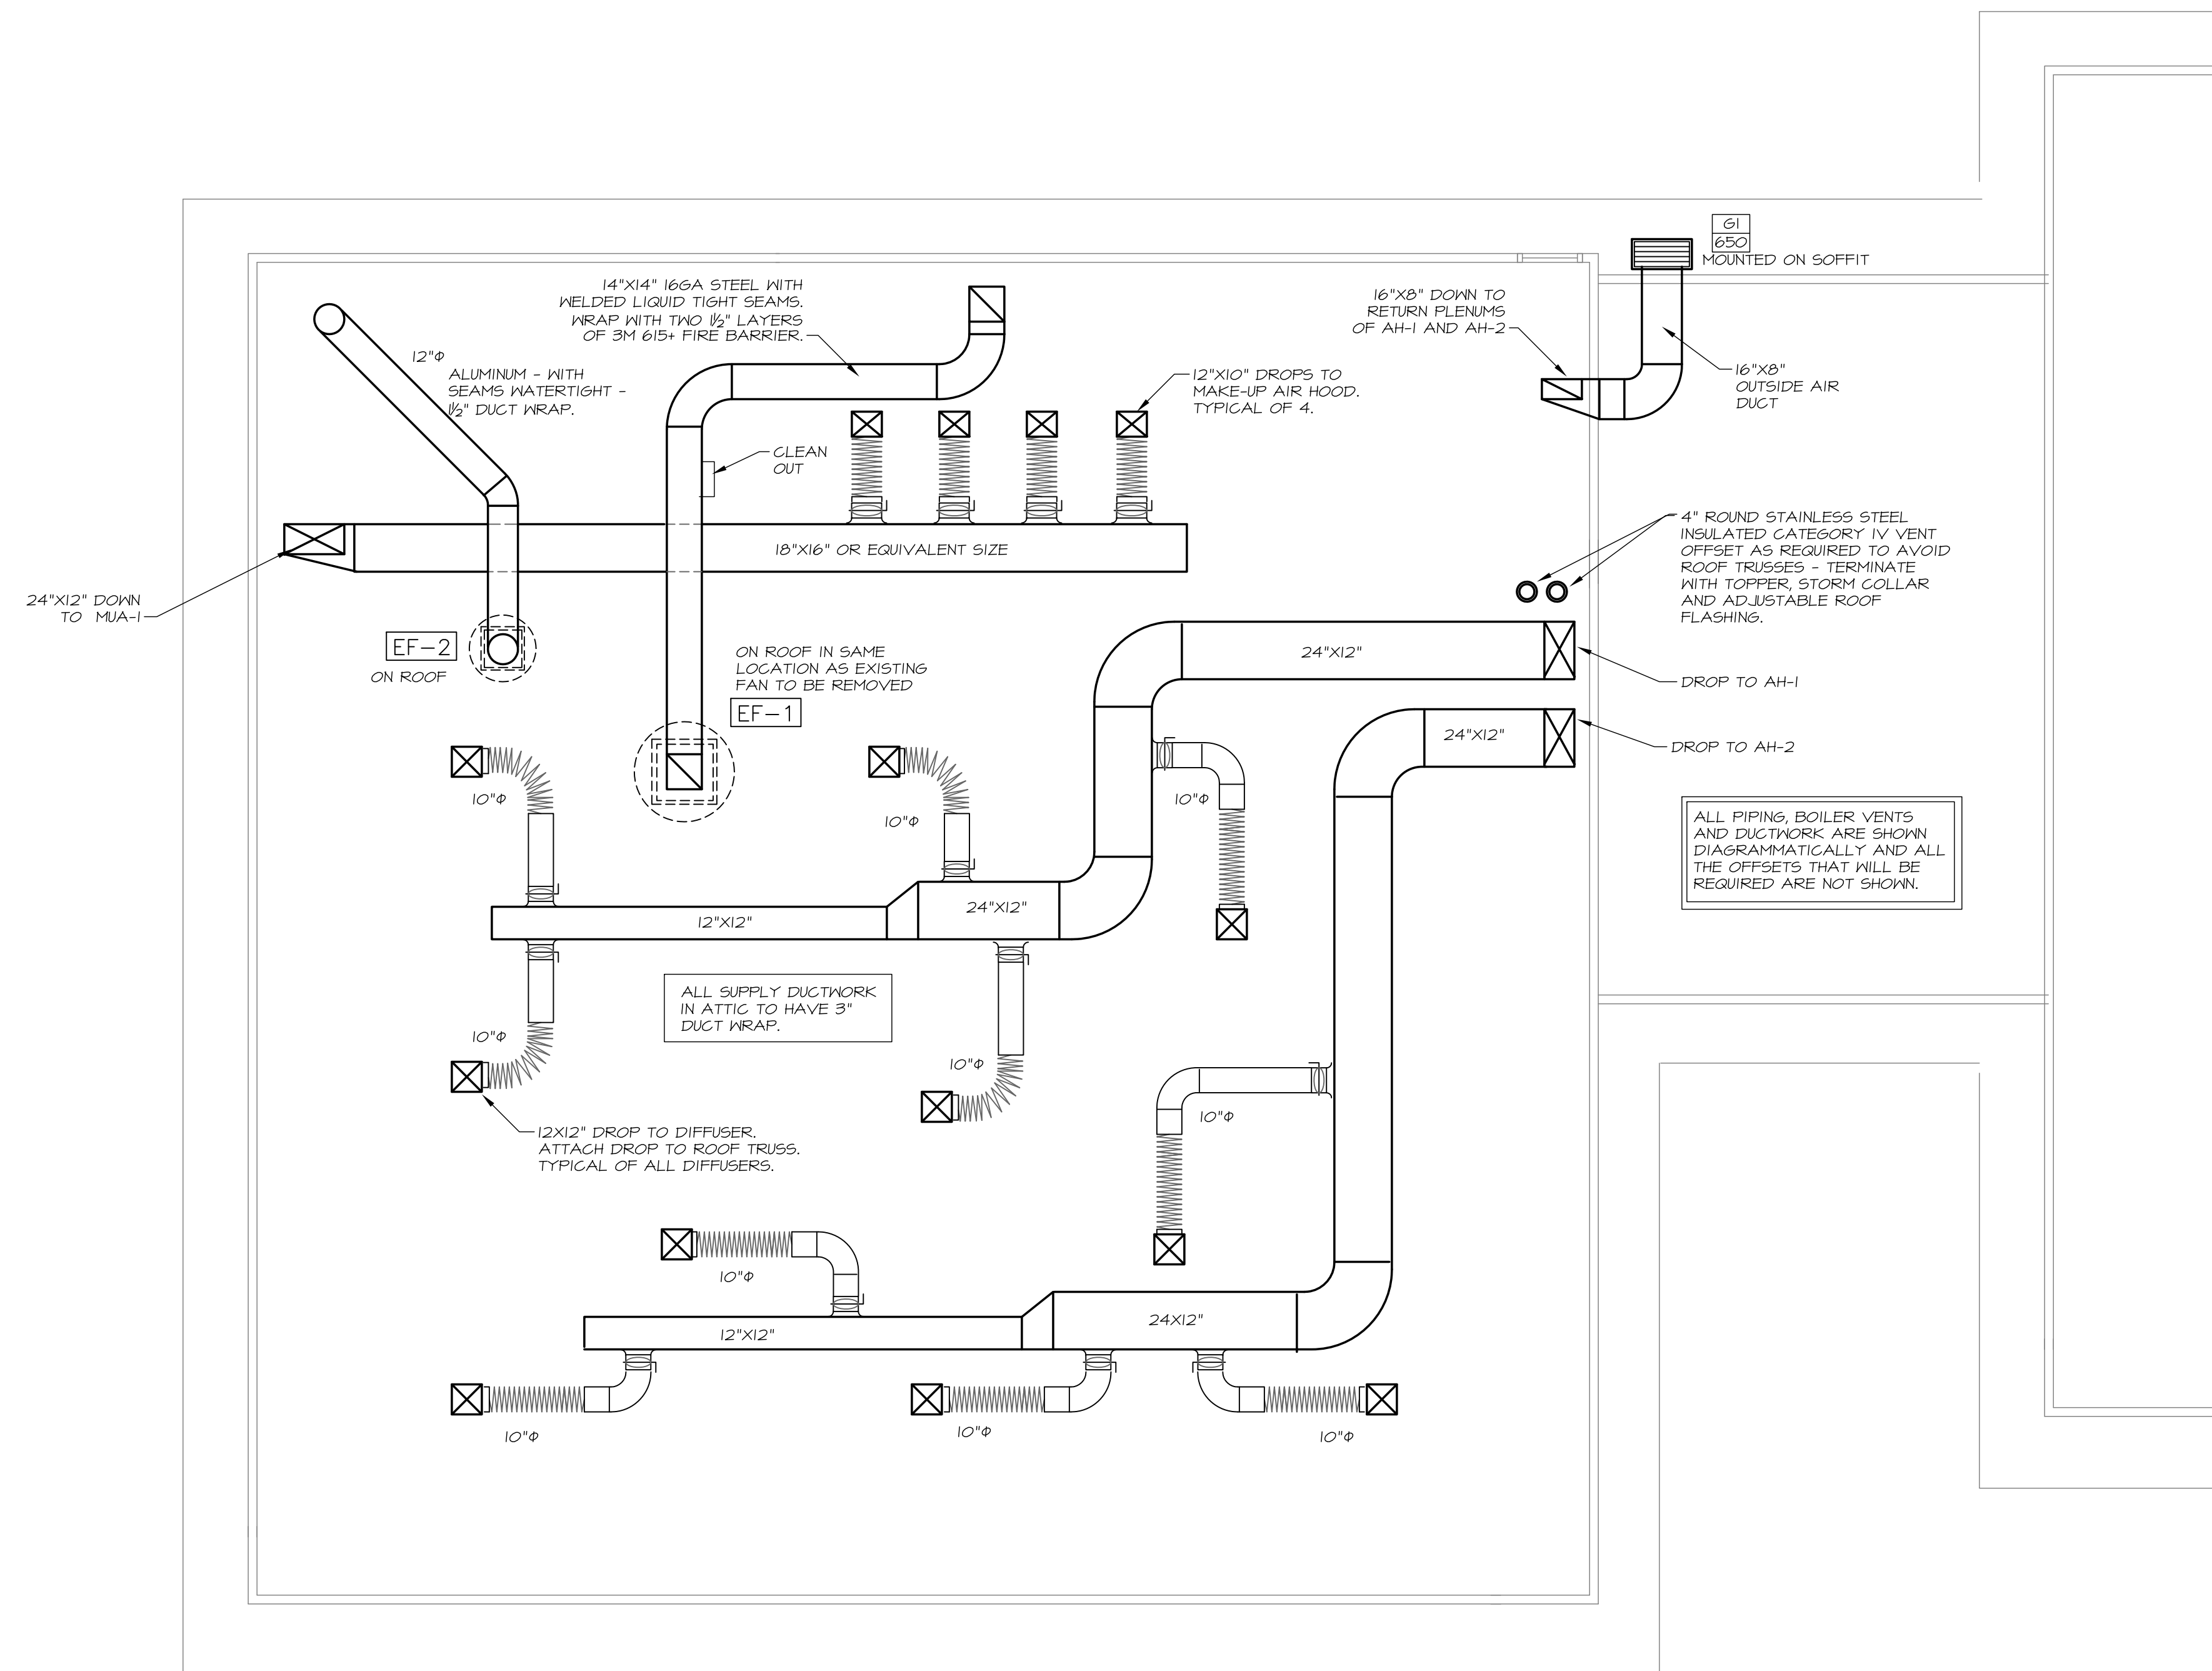 G1
650
MOUNTED ON SOFFIT
14"X14" 16GA STEEL WITH
WELDED LIQUID TIGHT SEAMS.
WRAP WITH TWO 1½" LAYERS
OF 3M 615+ FIRE BARRIER.
16"X8" DOWN TO
RETURN PLENUMS
OF AH-1 AND AH-2
12"Φ
ALUMINUM - WITH
SEAMS WATERTIGHT -
1½" DUCT WRAP.
12"X10" DROPS TO
MAKE-UP AIR HOOD.
TYPICAL OF 4.
16"X8"
OUTSIDE AIR
DUCT
CLEAN
OUT
18"X16" OR EQUIVALENT SIZE
4" ROUND STAINLESS STEEL
INSULATED CATEGORY IV VENT
OFFSET AS REQUIRED TO AVOID
ROOF TRUSSES - TERMINATE
WITH TOPPER, STORM COLLAR
AND ADJUSTABLE ROOF
FLASHING.
24"X12" DOWN
TO MUA-1
EF-2
ON ROOF
ON ROOF IN SAME
LOCATION AS EXISTING
FAN TO BE REMOVED
EF-1
24"X12"
DROP TO AH-1
24"X12"
DROP TO AH-2
10"Φ
10"Φ
10"Φ
ALL PIPING, BOILER VENTS
AND DUCTWORK ARE SHOWN
DIAGRAMMATICALLY AND ALL
THE OFFSETS THAT WILL BE
REQUIRED ARE NOT SHOWN.
12"X12"
24"X12"
ALL SUPPLY DUCTWORK
IN ATTIC TO HAVE 3"
DUCT WRAP.
10"Φ
10"Φ
10"Φ
12X12" DROP TO DIFFUSER.
ATTACH DROP TO ROOF TRUSS.
TYPICAL OF ALL DIFFUSERS.
10"Φ
12"X12"
24X12"
10"Φ
10"Φ
10"Φ